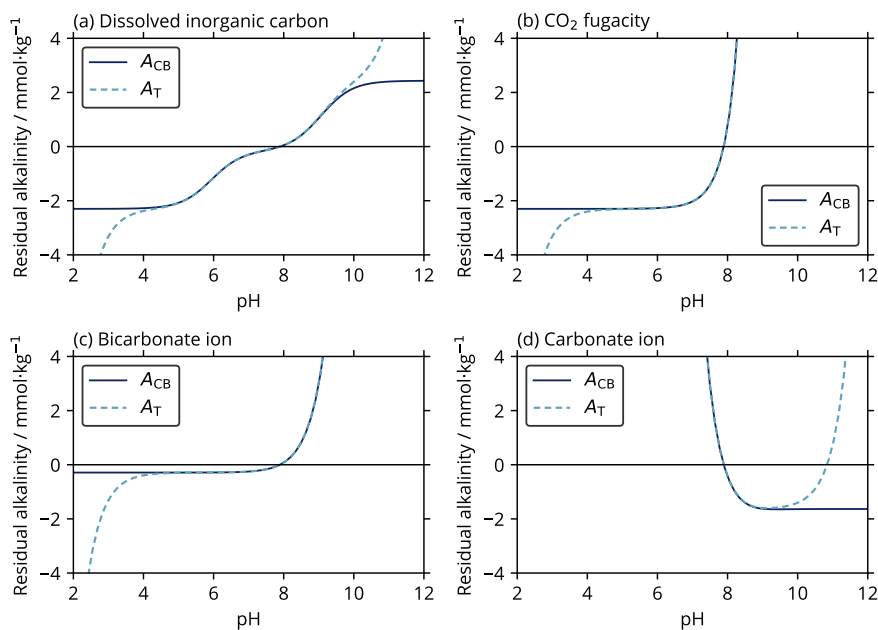 (a) Dissolved inorganic carbon
Residual alkalinity / mmol·kg⁻¹
4
2
0
−2
−4
A_CB
A_T
2 4 6 8 10 12
pH
(b) CO₂ fugacity
Residual alkalinity / mmol·kg⁻¹
4
2
0
−2
−4
A_CB
A_T
2 4 6 8 10 12
pH
(c) Bicarbonate ion
Residual alkalinity / mmol·kg⁻¹
4
2
0
−2
−4
A_CB
A_T
2 4 6 8 10 12
pH
(d) Carbonate ion
Residual alkalinity / mmol·kg⁻¹
4
2
0
−2
−4
A_CB
A_T
2 4 6 8 10 12
pH